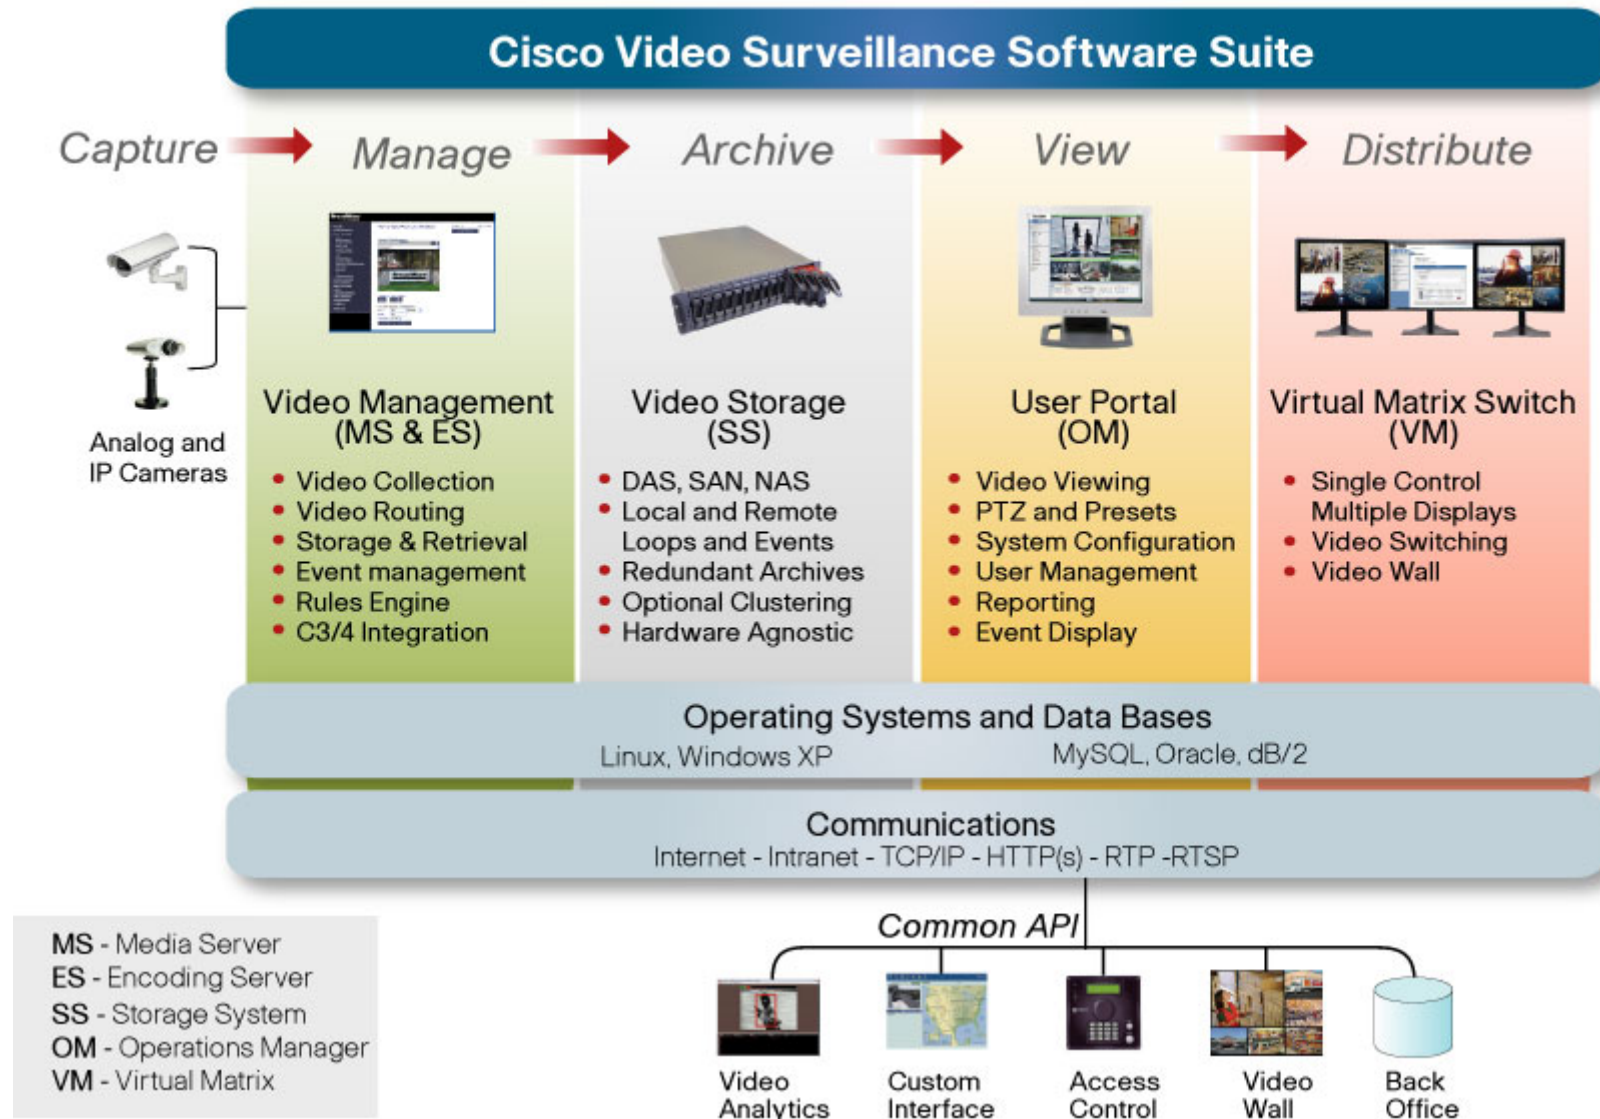 Cisco Video Surveillance Software Suite
Capture
Manage
Archive
View
Distribute
Analog and
IP Cameras
Video Management
(MS & ES)
• Video Collection
• Video Routing
• Storage & Retrieval
• Event management
• Rules Engine
• C3/4 Integration
Video Storage
(SS)
• DAS, SAN, NAS
• Local and Remote
Loops and Events
• Redundant Archives
• Optional Clustering
• Hardware Agnostic
User Portal
(OM)
• Video Viewing
• PTZ and Presets
• System Configuration
• User Management
• Reporting
• Event Display
Virtual Matrix Switch
(VM)
• Single Control
Multiple Displays
• Video Switching
• Video Wall
Operating Systems and Data Bases
Linux, Windows XP
MySQL, Oracle, dB/2
Communications
Internet - Intranet - TCP/IP - HTTP(s) - RTP -RTSP
Common API
MS - Media Server
ES - Encoding Server
SS - Storage System
OM - Operations Manager
VM - Virtual Matrix
Video
Analytics
Custom
Interface
Access
Control
Video
Wall
Back
Office